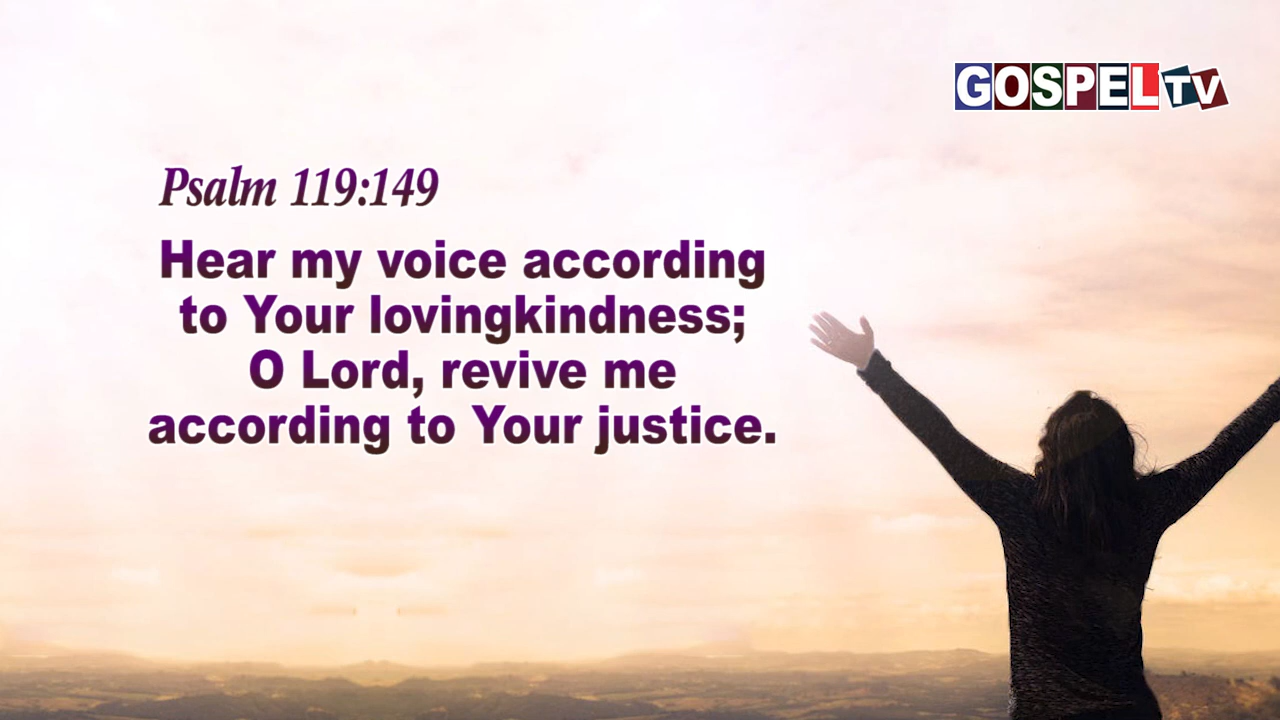 GOSPEL TV
Psalm 119:149
Hear my voice according
to Your lovingkindness;
O Lord, revive me
according to Your justice.